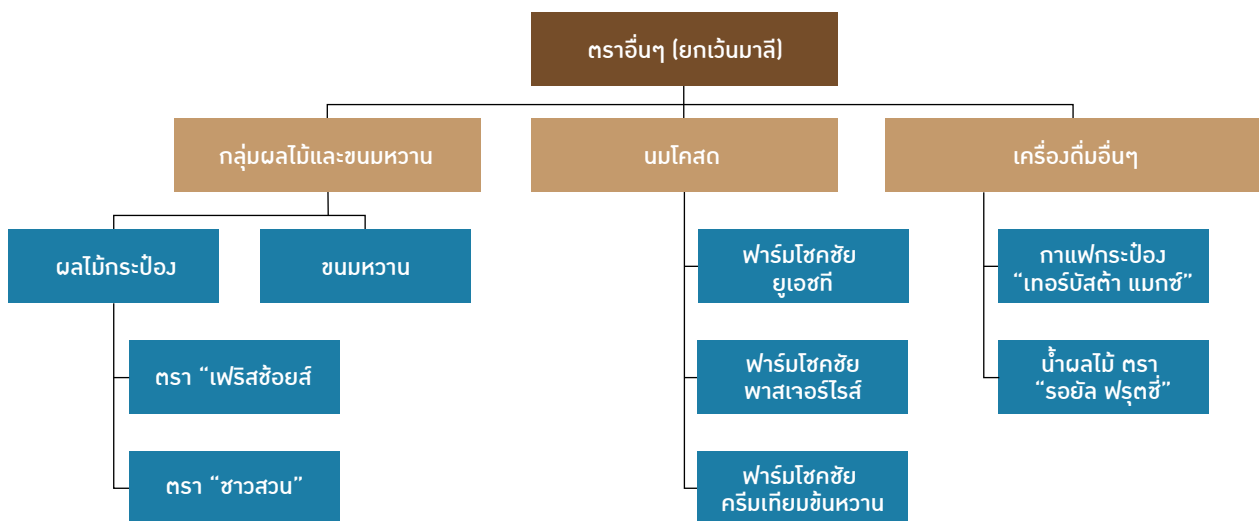 ตราอื่นๆ (ยกเว้นมาลี)
กลุ่มผลไม้และขนมหวาน
นมโคสด
เครื่องดื่มอื่นๆ
ผลไม้กระป๋อง
ขนมหวาน
ฟาร์มโชคชัย
ยูเอชที
กาแฟกระป๋อง
“เทอร์บัสต้า แมกซ์”
ตรา “เฟริสช้อยส์
ฟาร์มโชคชัย
พาสเจอร์ไรส์
น้ำผลไม้ ตรา
“รอยัล ฟรุตซี่”
ตรา “ชาวสวน”
ฟาร์มโชคชัย
ครีมเทียมข้นหวาน